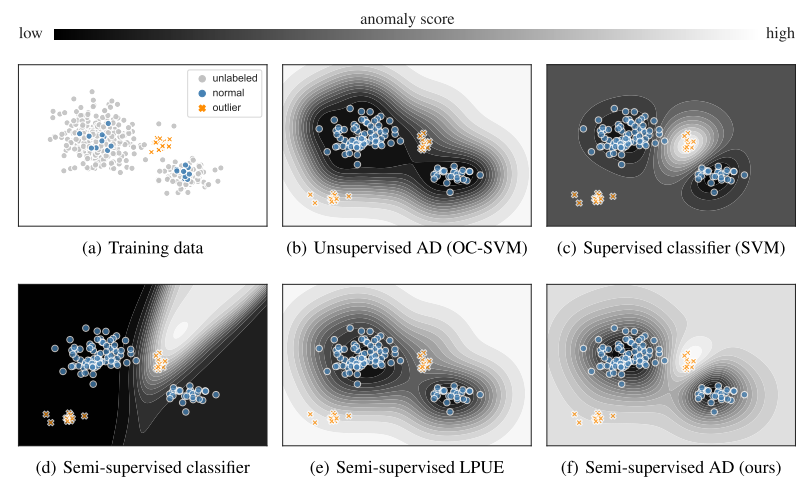 anomaly score
low high
unlabeled
normal
outlier
(a) Training data
(b) Unsupervised AD (OC-SVM)
(c) Supervised classifier (SVM)
(d) Semi-supervised classifier
(e) Semi-supervised LPUE
(f) Semi-supervised AD (ours)